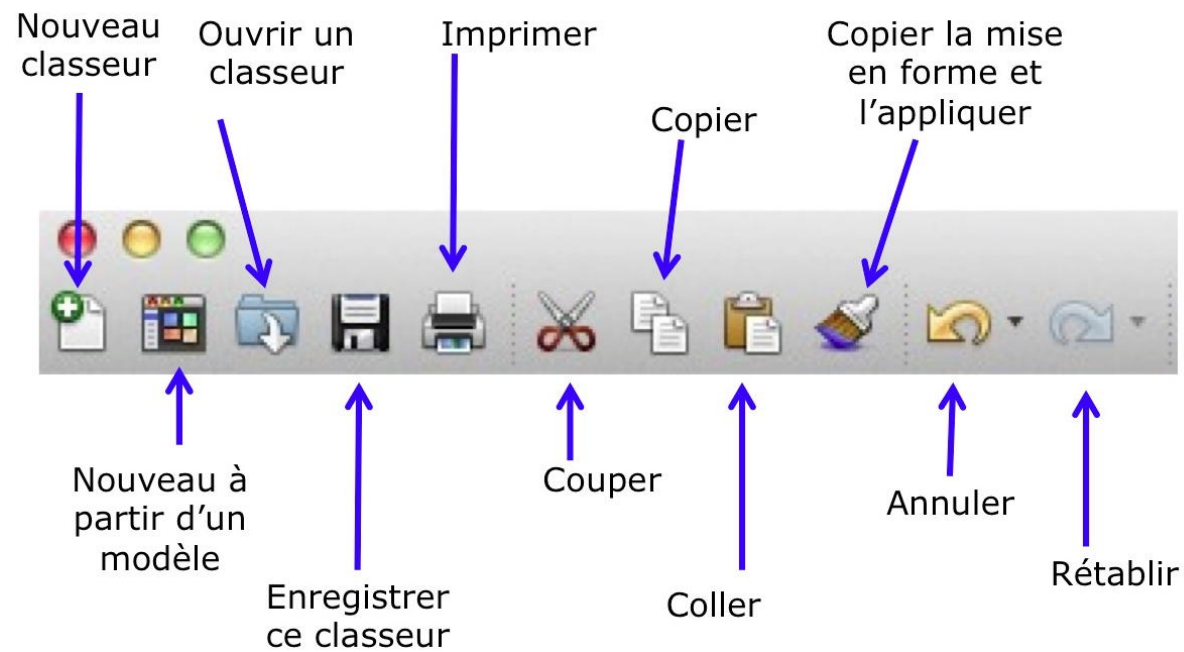 Nouveau
classeur
Ouvrir un
classeur
Imprimer
Copier
Copier la mise
en forme et
l'appliquer
Nouveau à
partir d'un
modèle
Enregistrer
ce classeur
Couper
Coller
Annuler
Rétablir